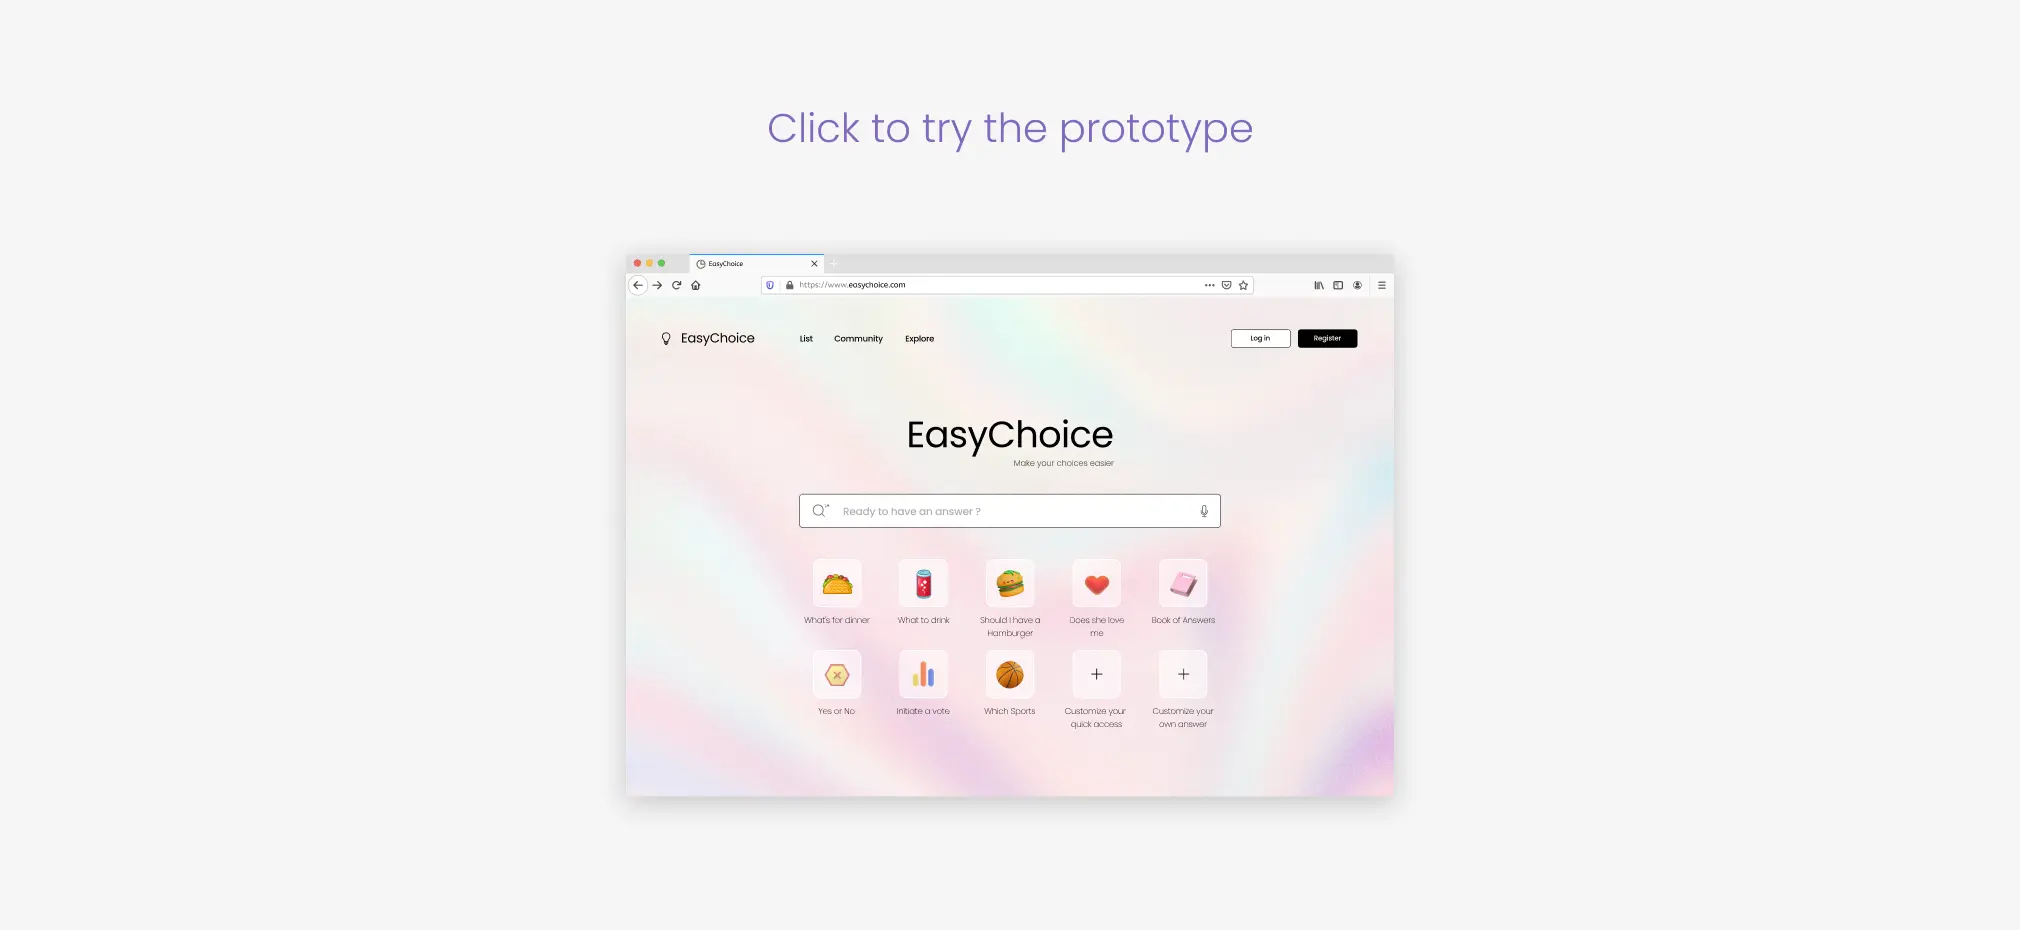 Click to try the prototype
EasyChoice
https://www.easychoice.com
EasyChoice
List
Community
Explore
Log in
Register
EasyChoice
Make your choices easier
Ready to have an answer ?
What's for dinner
What to drink
Should I have a
Hamburger
Does she love
me
Book of Answers
Yes or No
Initiate a vote
Which Sports
Customize your
quick access
Customize your
own answer